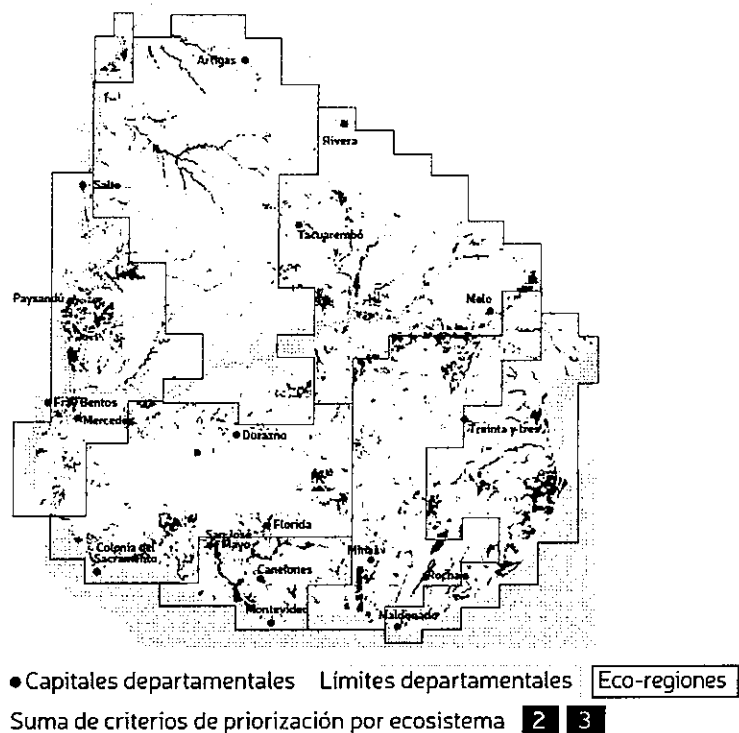 Artigas
Rivera
Salto
Tacuarembó
Paysandú
Melo
Fray Bentos
Mercedes
Durazno
Treinta y tres
Florida
San José
de Mayo
Colonia del
Sacramento
Minas
Canelones
Rocha
Montevideo
Maldonado
Capitales departamentales Límites departamentales Eco-regiones
Suma de criterios de priorización por ecosistema 2 3